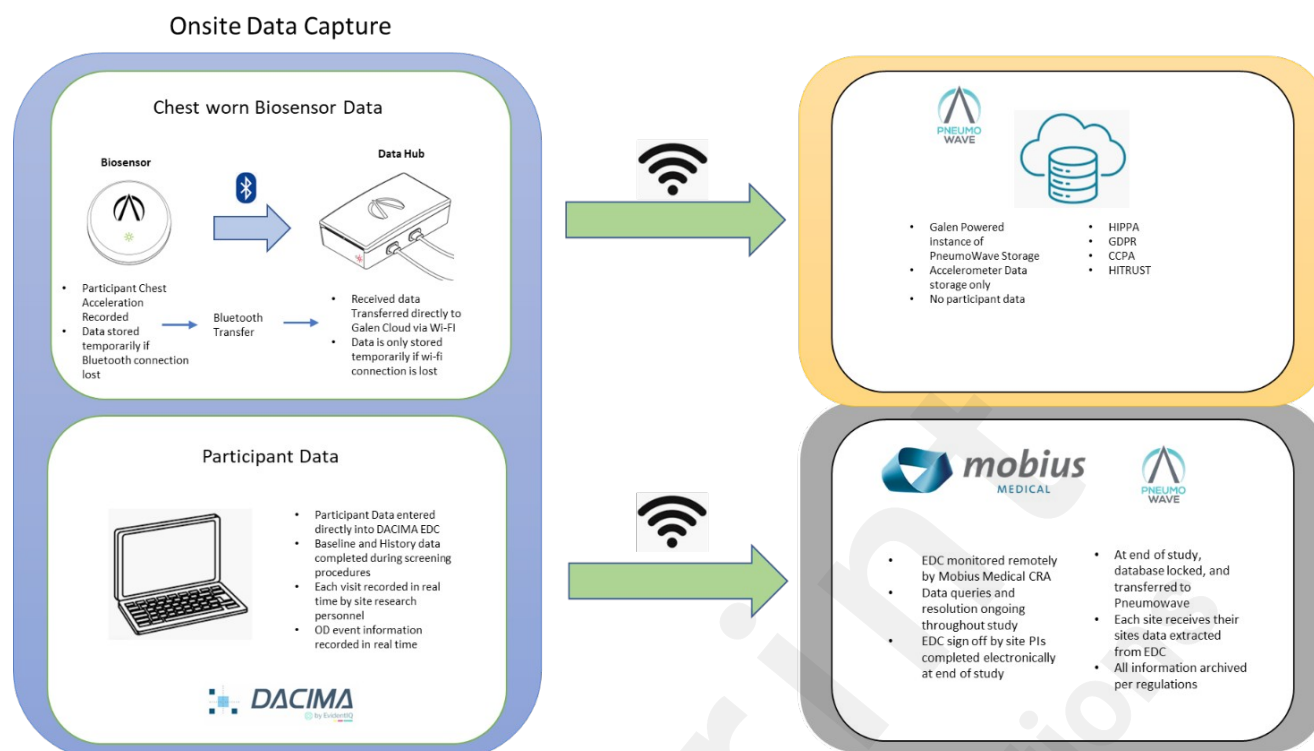 Onsite Data Capture
Chest worn Biosensor Data
Biosensor
Data Hub
• Participant Chest
Acceleration
Recorded
• Data stored
temporarily if
Bluetooth connection
lost
Bluetooth
Transfer
• Received data
Transferred directly to
Galen Cloud via Wi-FI
• Data is only stored
temporarily if wi-fi
connection is lost
PNEUMO
WAVE
• Galen Powered
instance of
PneumoWave Storage
• Accelerometer Data
storage only
• No participant data
• HIPPA
• GDPR
• CCPA
• HITRUST
Participant Data
• Participant Data entered
directly into DACIMA EDC
• Baseline and History data
completed during screening
procedures
• Each visit recorded in real
time by site research
personnel
• OD event information
recorded in real time
DACIMA
by EvidentIQ
mobius
MEDICAL
PNEUMO
WAVE
• EDC monitored remotely
by Mobius Medical CRA
• Data queries and
resolution ongoing
throughout study
• EDC sign off by site PIs
completed electronically
at end of study
• At end of study,
database locked, and
transferred to
Pneumowave
• Each site receives their
sites data extracted
from EDC
• All information archived
per regulations